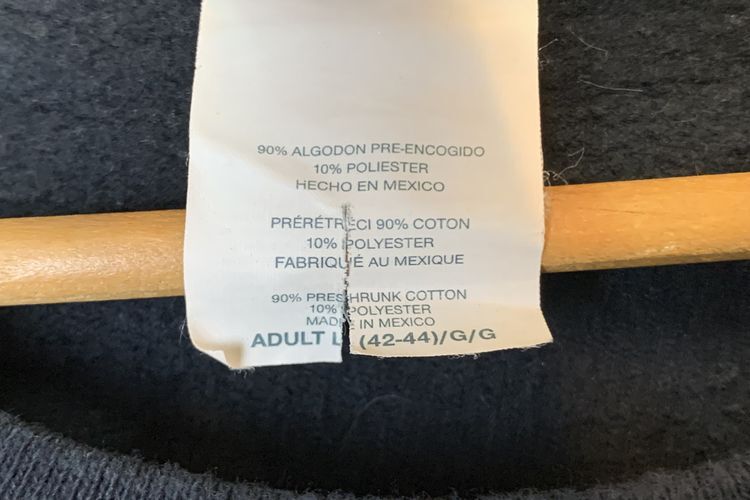 90% ALGODON PRE-ENCOGIDO
10% POLIESTER
HECHO EN MEXICO
PRÉRÉTRECI 90% COTON
10% POLYESTER
FABRIQUÉ AU MEXIQUE
90% PRESHRUNK COTTON
10% POLYESTER
MADE IN MEXICO
ADULT L (42-44)/G/G